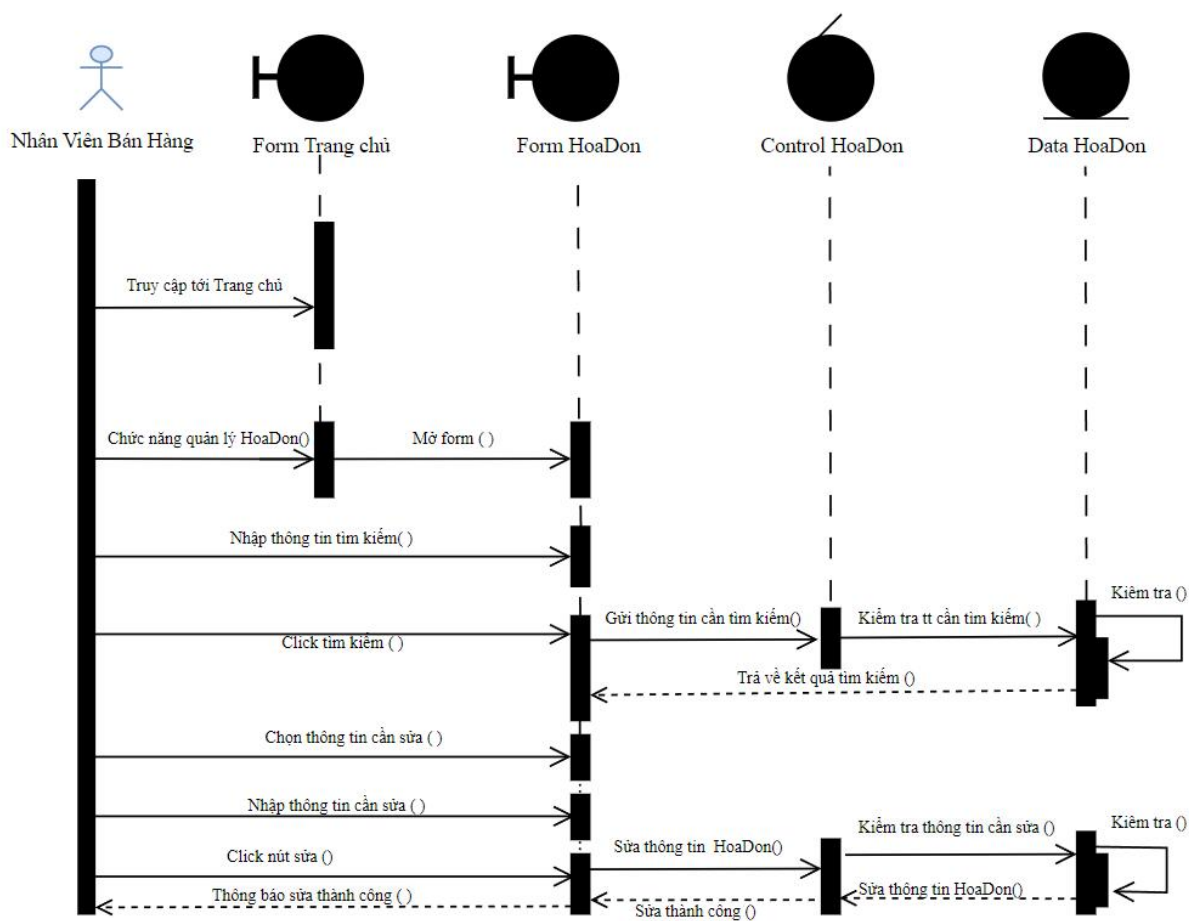 Nhân Viên Bán Hàng
Form Trang chủ
Form HoaDon
Control HoaDon
Data HoaDon
Truy cập tới Trang chủ
Chức năng quản lý HoaDon()
Mở form ( )
Nhập thông tin tìm kiếm( )
Kiêm tra ()
Gửi thông tin cần tìm kiếm()
Kiểm tra tt cần tìm kiếm( )
Click tìm kiếm ( )
Trả về kết quả tìm kiếm ()
Chọn thông tin cần sửa ( )
Nhập thông tin cần sửa ( )
Kiểm tra thông tin cần sửa ()
Kiêm tra ()
Click nút sửa ()
Sửa thông tin HoaDon()
Thông báo sửa thành công ( )
Sửa thông tin HoaDon()
Sửa thành công ()